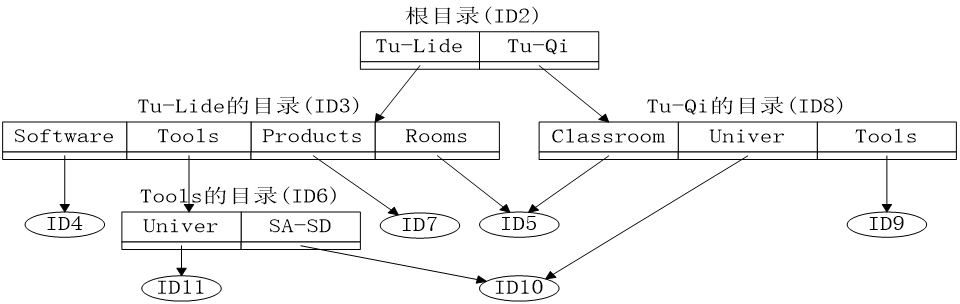 根目录(ID2)
Tu-Lide Tu-Qi
Tu-Lide的目录(ID3) Tu-Qi的目录(ID8)
Software Tools Products Rooms Classroom Univer Tools
Tools的目录(ID6)
ID4 Univer SA-SD ID7 ID5 ID9
ID11 ID10